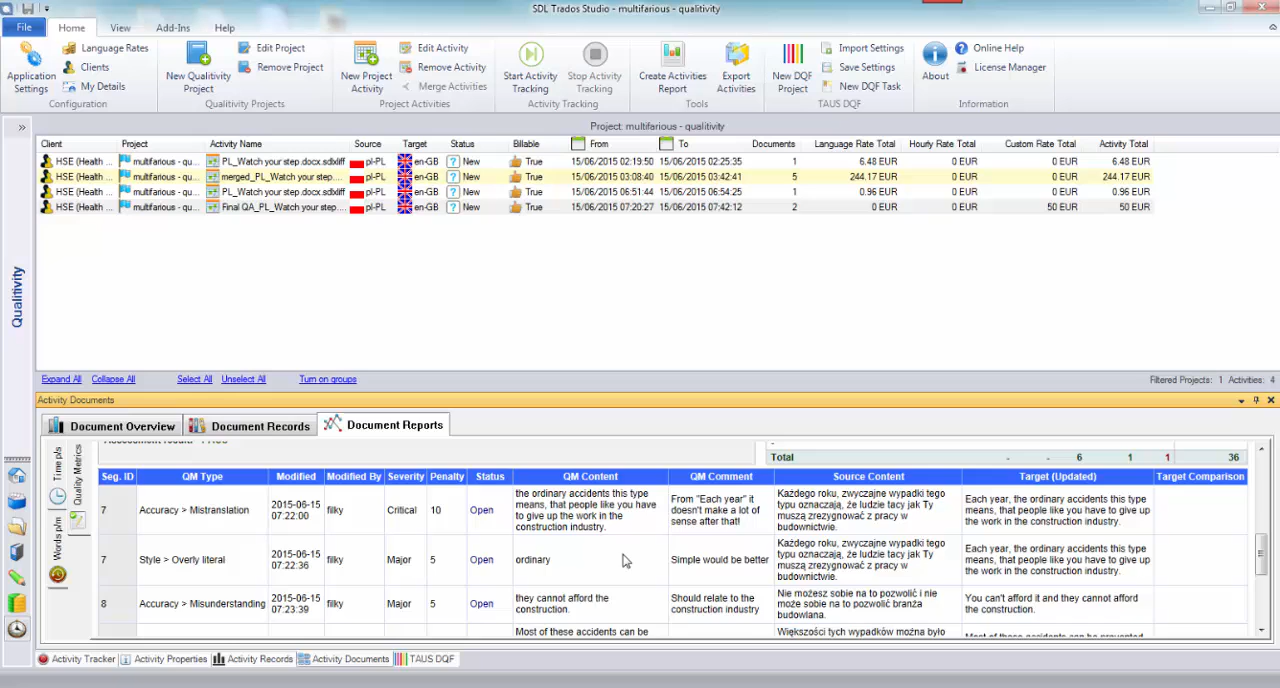 SDL Trados Studio - multifarious - qualitivity
File Home View Add-Ins Help
Application Settings
Language Rates
Clients
My Details
Configuration
New Qualitivity Project
Edit Project
Remove Project
Qualitivity Projects
New Project Activity
Edit Activity
Remove Activity
Merge Activities
Project Activities
Start Activity Tracking
Stop Activity Tracking
Activity Tracking
Create Activities Report
Export Activities
Tools
New DQF Project
Import Settings
Save Settings
New DQF Task
TAUS DQF
About
Online Help
License Manager
Information
»
Project: multifarious - qualitivity
Client Project Activity Name Source Target Status Billable From To Documents Language Rate Total Hourly Rate Total Custom Rate Total Activity Total
HSE (Health ... multifarious - qu... PL_Watch your step.docx.sdlxliff pl-PL en-GB New True 15/06/2015 02:19:50 15/06/2015 02:25:35 1 6.48 EUR 0 EUR 0 EUR 6.48 EUR
HSE (Health ... multifarious - qu... merged_PL_Watch your step.... pl-PL en-GB New True 15/06/2015 03:08:40 15/06/2015 03:42:41 5 244.17 EUR 0 EUR 0 EUR 244.17 EUR
HSE (Health ... multifarious - qu... PL_Watch your step.docx.sdlxliff pl-PL en-GB New True 15/06/2015 06:51:44 15/06/2015 06:54:25 1 0.96 EUR 0 EUR 0 EUR 0.96 EUR
HSE (Health ... multifarious - qu... Final QA_PL_Watch your step.... pl-PL en-GB New True 15/06/2015 07:20:27 15/06/2015 07:42:12 2 0 EUR 0 EUR 50 EUR 50 EUR
Qualitivity
Expand All Collapse All Select All Unselect All Turn on groups Filtered Projects: 1 Activities: 4
Activity Documents
Document Overview Document Records Document Reports
Time p/s
Words p/m
Quality Metrics
Total - - 6 1 1 36
Seg. ID QM Type Modified Modified By Severity Penalty Status QM Content QM Comment Source Content Target (Updated) Target Comparison
7 Accuracy > Mistranslation 2015-06-15 07:22:00 filky Critical 10 Open
the ordinary accidents this type
means, that people like you have
to give up the work in the
construction industry.
From "Each year" it
doesn't make a lot of
sense after that!
Każdego roku, zwyczajne wypadki tego
typu oznaczają, że ludzie tacy jak Ty
muszą zrezygnować z pracy w
budownictwie.
Each year, the ordinary accidents this type
means, that people like you have to give up
the work in the construction industry.
7 Style > Overly literal 2015-06-15 07:22:36 filky Major 5 Open ordinary Simple would be better
Każdego roku, zwyczajne wypadki tego
typu oznaczają, że ludzie tacy jak Ty
muszą zrezygnować z pracy w
budownictwie.
Each year, the ordinary accidents this type
means, that people like you have to give up
the work in the construction industry.
8 Accuracy > Misunderstanding 2015-06-15 07:23:39 filky Major 5 Open
they cannot afford the
construction.
Should relate to the
construction industry
Nie możesz sobie na to pozwolić i nie
może sobie na to pozwolić branża
budowlana.
You can't afford it and they cannot afford
the construction.
Most of these accidents can be
Większości tych wypadków można było
Most of these accidents can be prevented
Activity Tracker Activity Properties Activity Records Activity Documents TAUS DQF